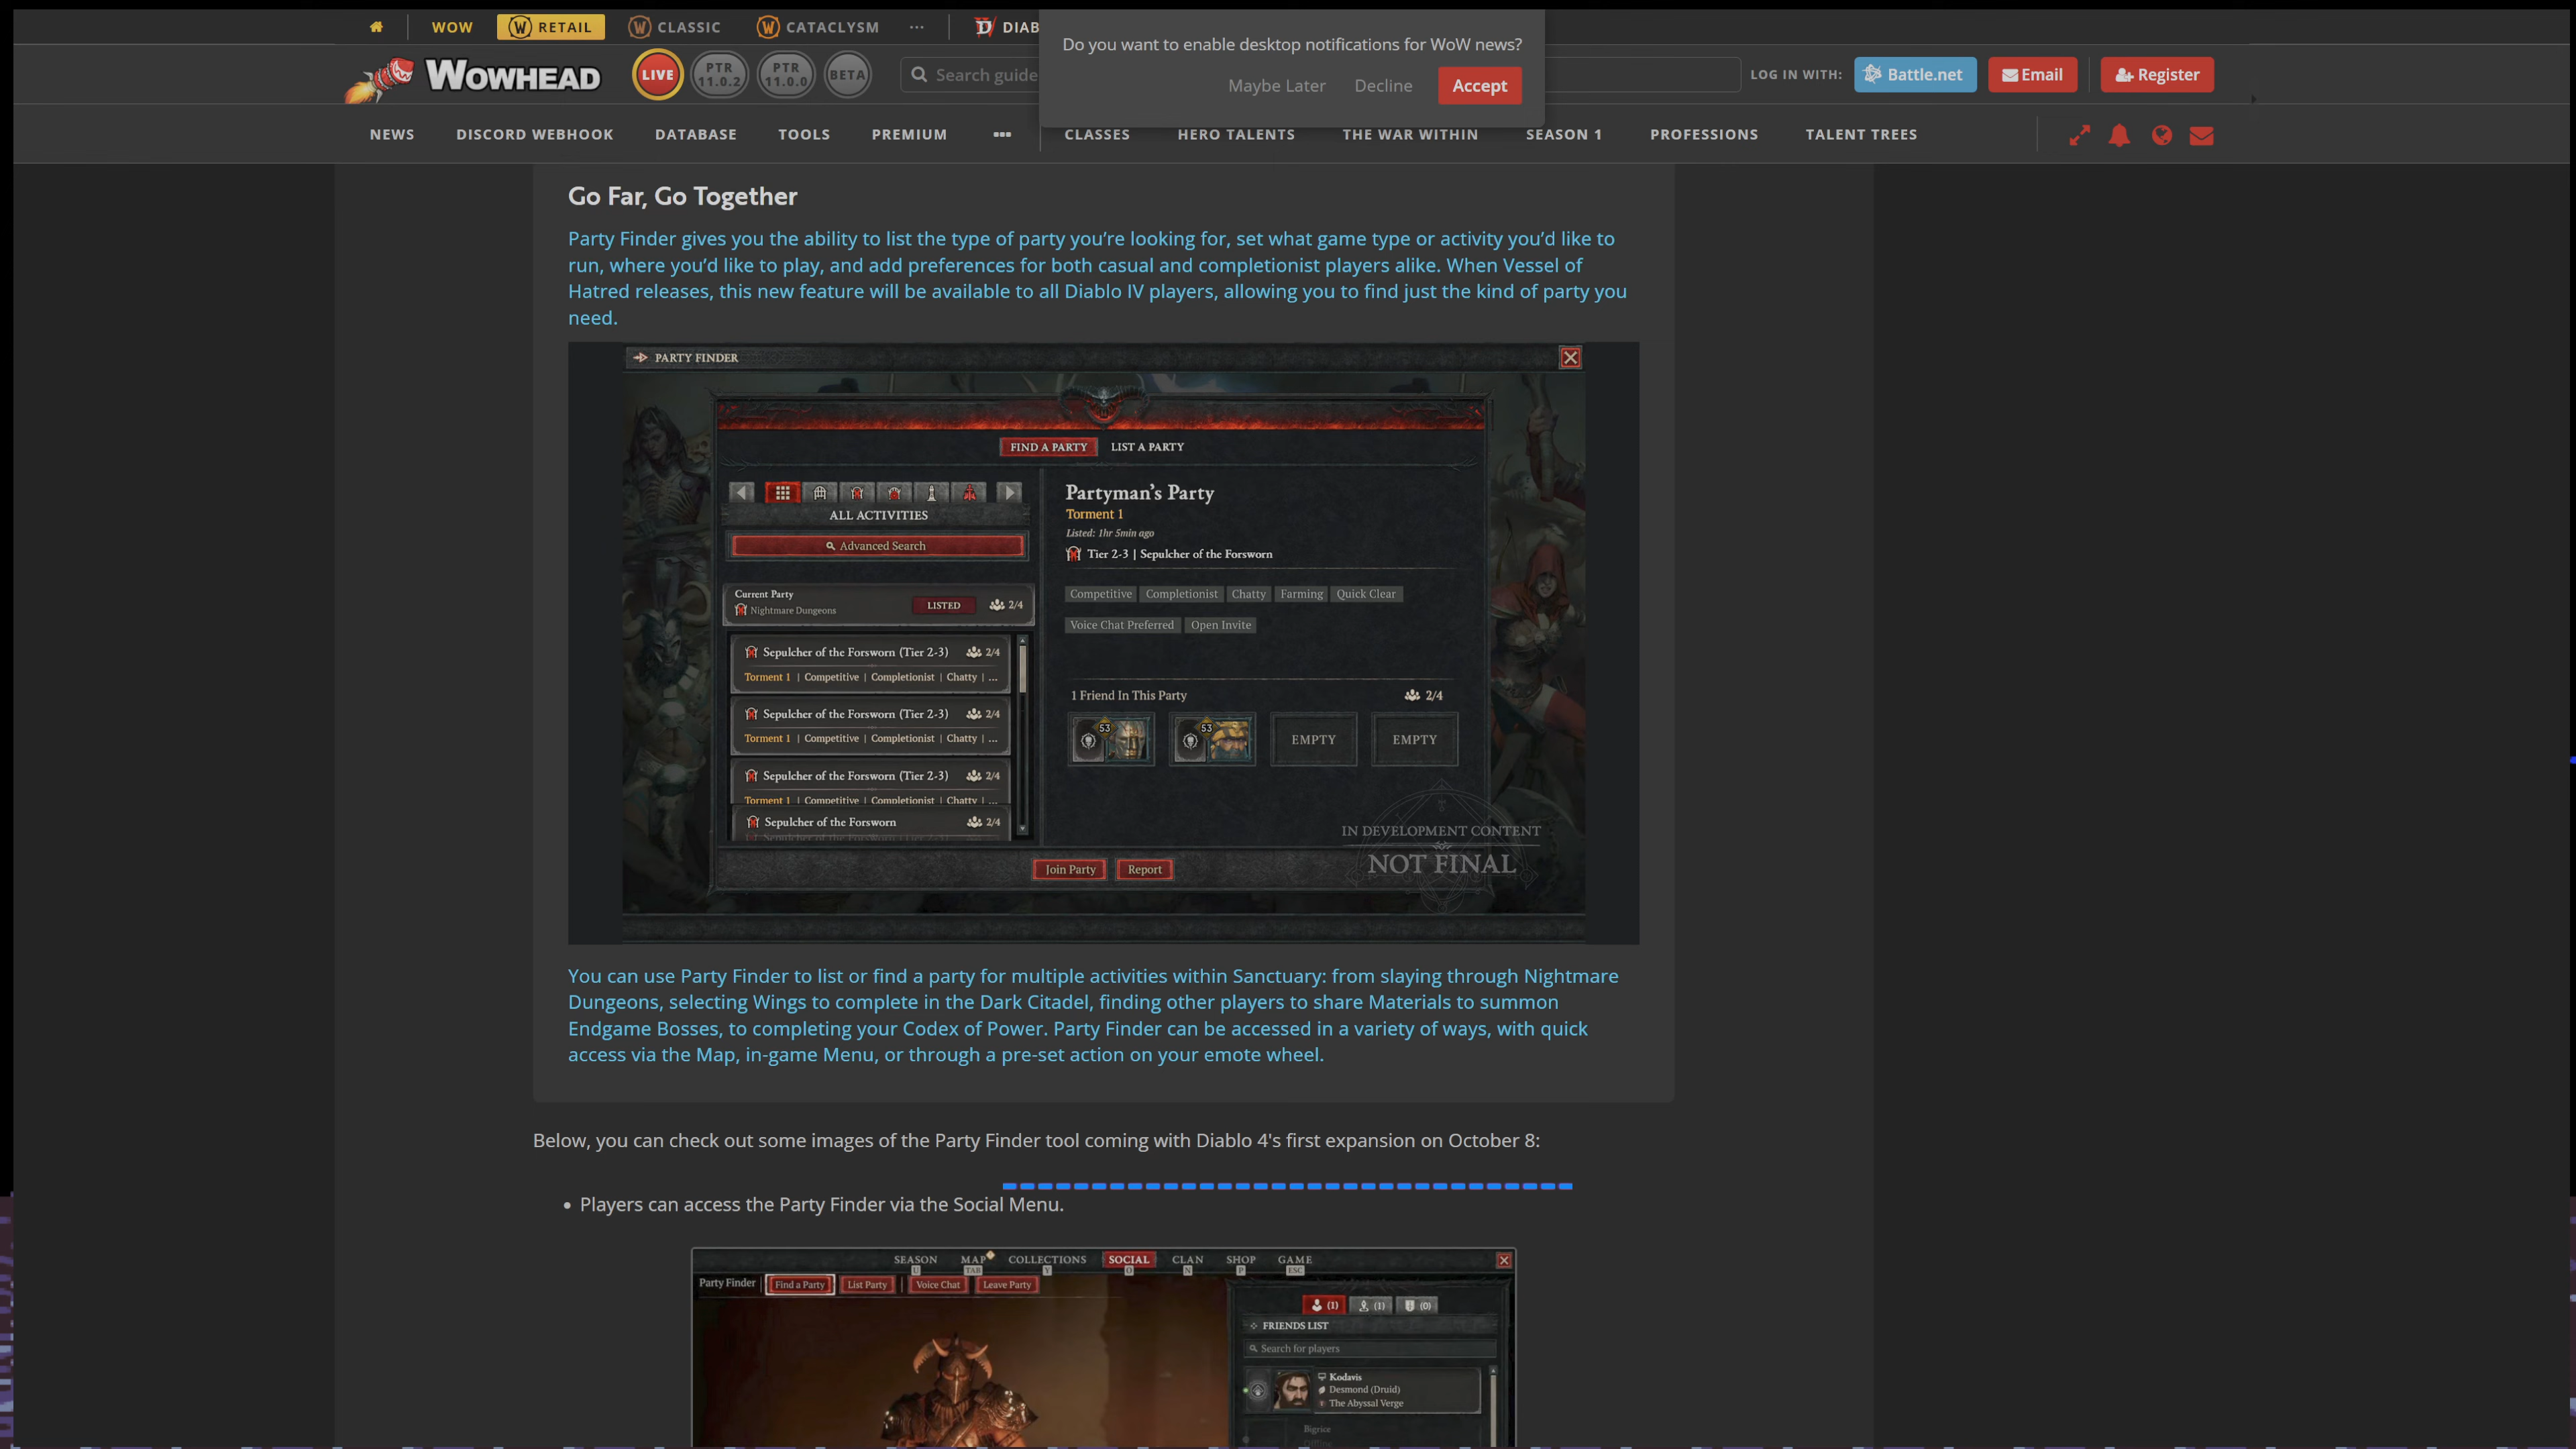 WOW
RETAIL
CLASSIC
CATACLYSM
...
DIAB
Do you want to enable desktop notifications for WoW news?
Maybe Later
Decline
Accept
WOWHEAD
LIVE
PTR
11.0.2
PTR
11.0.0
BETA
Search guide
LOG IN WITH:
Battle.net
Email
Register
NEWS
DISCORD WEBHOOK
DATABASE
TOOLS
PREMIUM
CLASSES
HERO TALENTS
THE WAR WITHIN
SEASON 1
PROFESSIONS
TALENT TREES
Go Far, Go Together
Party Finder gives you the ability to list the type of party you’re looking for, set what game type or activity you’d like to
run, where you’d like to play, and add preferences for both casual and completionist players alike. When Vessel of
Hatred releases, this new feature will be available to all Diablo IV players, allowing you to find just the kind of party you
need.
PARTY FINDER
FIND A PARTY
LIST A PARTY
ALL ACTIVITIES
Advanced Search
Current Party
Nightmare Dungeons
LISTED
2/4
Sepulcher of the Forsworn (Tier 2-3) 2/4
Torment 1 | Competitive | Completionist | Chatty | ...
Sepulcher of the Forsworn (Tier 2-3) 2/4
Torment 1 | Competitive | Completionist | Chatty | ...
Sepulcher of the Forsworn (Tier 2-3) 2/4
Torment 1 | Competitive | Completionist | Chatty | ...
Sepulcher of the Forsworn 2/4
Partyman’s Party
Torment 1
Listed: 1hr 5min ago
Tier 2-3 | Sepulcher of the Forsworn
Competitive
Completionist
Chatty
Farming
Quick Clear
Voice Chat Preferred
Open Invite
1 Friend In This Party
2/4
53
53
EMPTY
EMPTY
IN DEVELOPMENT CONTENT
NOT FINAL
Join Party
Report
You can use Party Finder to list or find a party for multiple activities within Sanctuary: from slaying through Nightmare
Dungeons, selecting Wings to complete in the Dark Citadel, finding other players to share Materials to summon
Endgame Bosses, to completing your Codex of Power. Party Finder can be accessed in a variety of ways, with quick
access via the Map, in-game Menu, or through a pre-set action on your emote wheel.
Below, you can check out some images of the Party Finder tool coming with Diablo 4's first expansion on October 8:
• Players can access the Party Finder via the Social Menu.
SEASON
MAP
COLLECTIONS
SOCIAL
CLAN
SHOP
GAME
U
TAB
Y
O
N
P
ESC
Party Finder
Find a Party
List Party
Voice Chat
Leave Party
(1)
(1)
(0)
FRIENDS LIST
Search for players
Kodavis
Desmond (Druid)
The Abyssal Verge
Bigrice